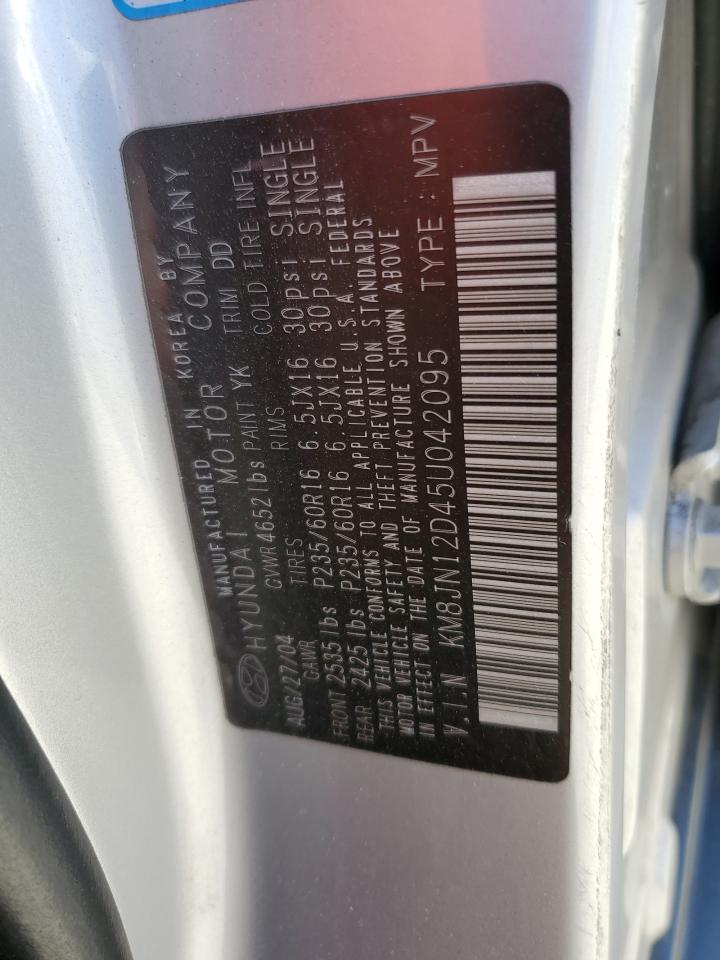 MANUFACTURED IN KOREA BY
HYUNDAI MOTOR COMPANY
AUG/27/04 GVWR 4652 lbs PAINT YK TRIM DD
GAWR TIRES RIMS COLD TIRE INFL
FRONT 2535 lbs P235/60R16 6.5JX16 30psi SINGLE
REAR 2425 lbs P235/60R16 6.5JX16 30psi SINGLE
THIS VEHICLE CONFORMS TO ALL APPLICABLE U.S.A. FEDERAL
MOTOR VEHICLE SAFETY AND THEFT PREVENTION STANDARDS
IN EFFECT ON THE DATE OF MANUFACTURE SHOWN ABOVE
V.I.N KM8JN12D45U042095 TYPE : MPV